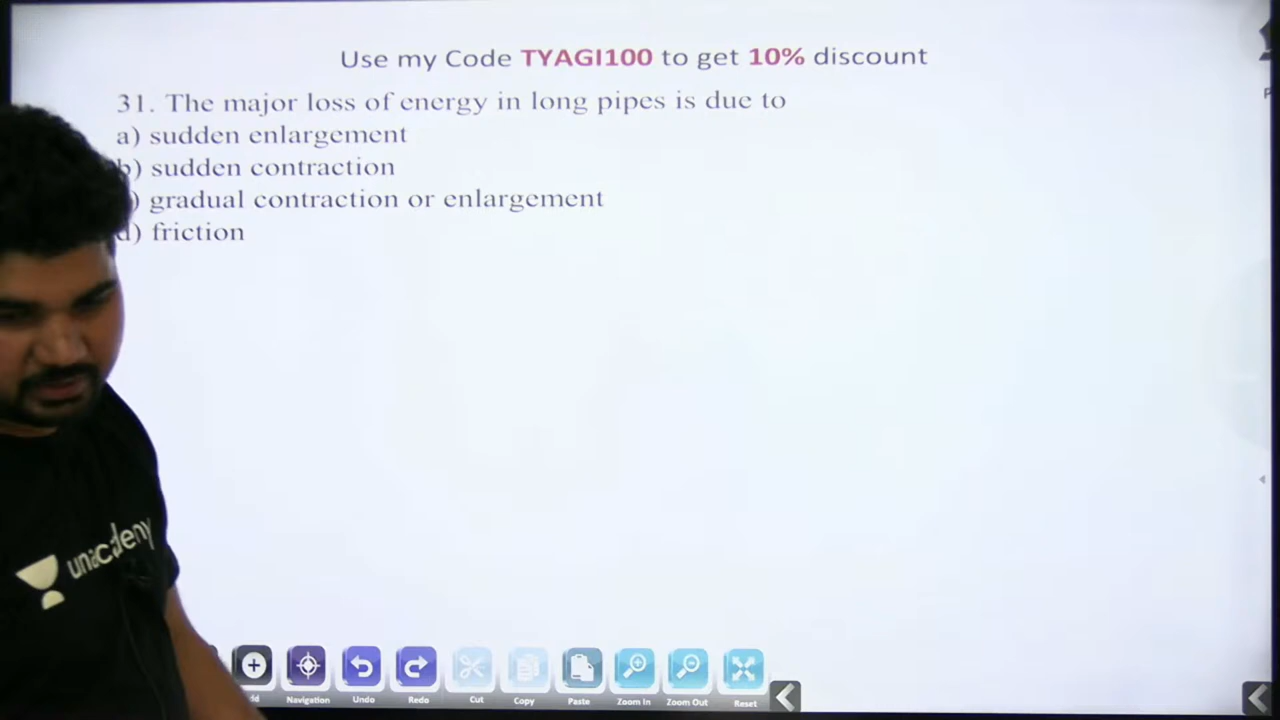 Use my Code TYAGI100 to get 10% discount
31. The major loss of energy in long pipes is due to
a) sudden enlargement
b) sudden contraction
) gradual contraction or enlargement
d) friction
unacademy
Navigation
Undo
Redo
Cut
Copy
Paste
Zoom In
Zoom Out
Reset